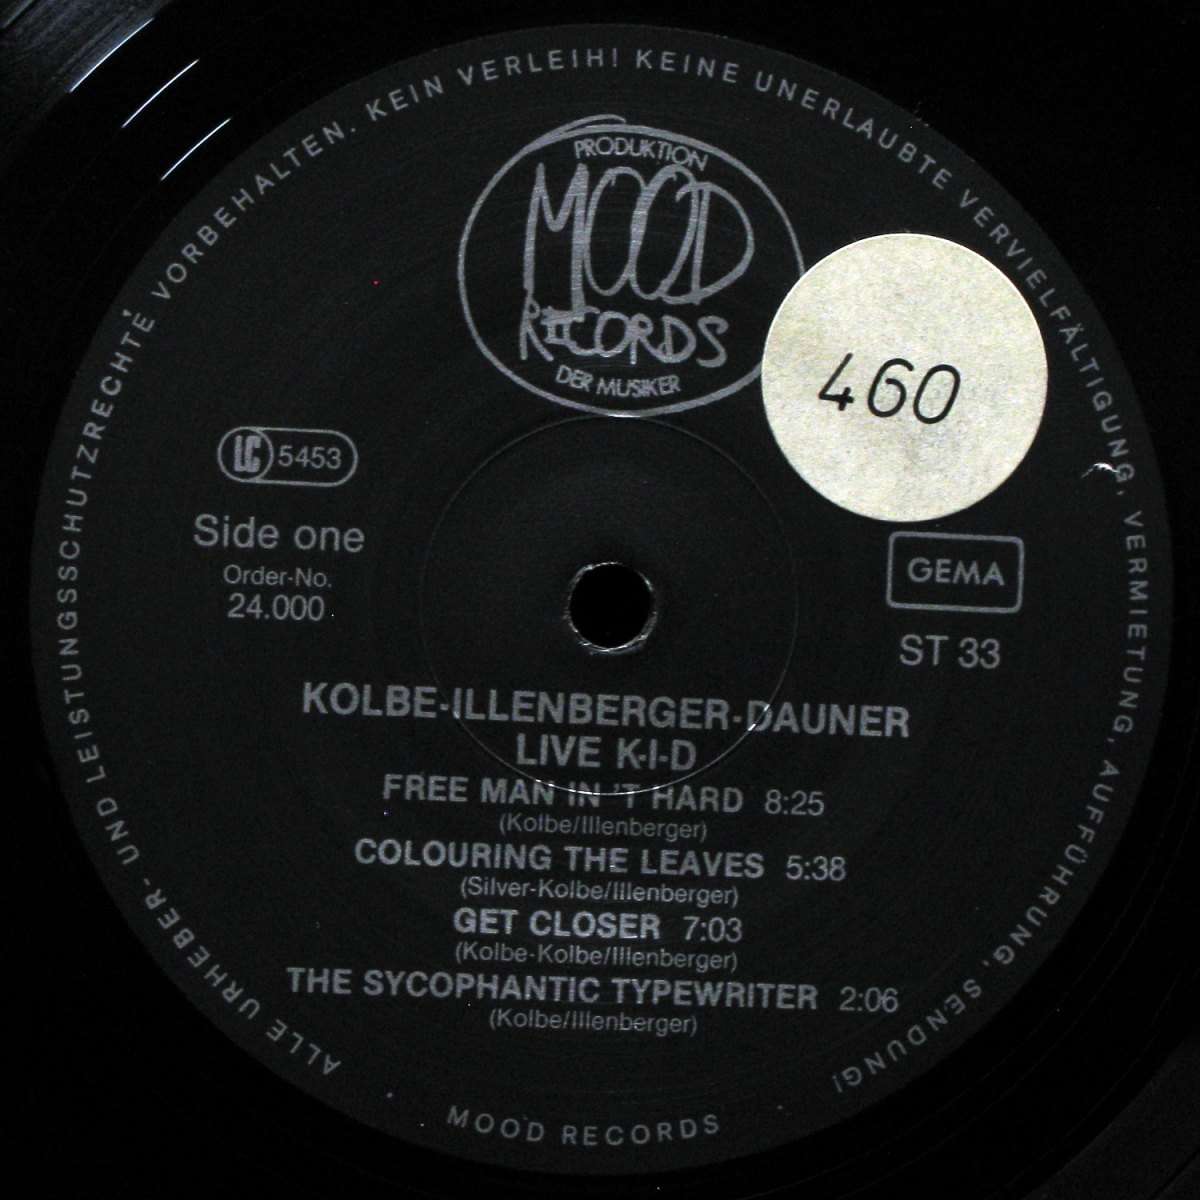 ALLE URHEBER- UND LEISTUNGSSCHUTZRECHTE VORBEHALTEN. KEIN VERLEIH! KEINE UNERLAUBTE VERVIELFÄLTIGUNG, VERMIETUNG, AUFFÜHRUNG, SENDUNG!
PRODUKTION
MOOD
RECORDS
DER MUSIKER
460
LC 5453
Side one
Order-No.
24.000
GEMA
ST 33
KOLBE-ILLENBERGER-DAUNER
LIVE K-I-D
FREE MAN IN 'T HARD 8:25
(Kolbe/Illenberger)
COLOURING THE LEAVES 5:38
(Silver-Kolbe/Illenberger)
GET CLOSER 7:03
(Kolbe-Kolbe/Illenberger)
THE SYCOPHANTIC TYPEWRITER 2:06
(Kolbe/Illenberger)
MOOD RECORDS